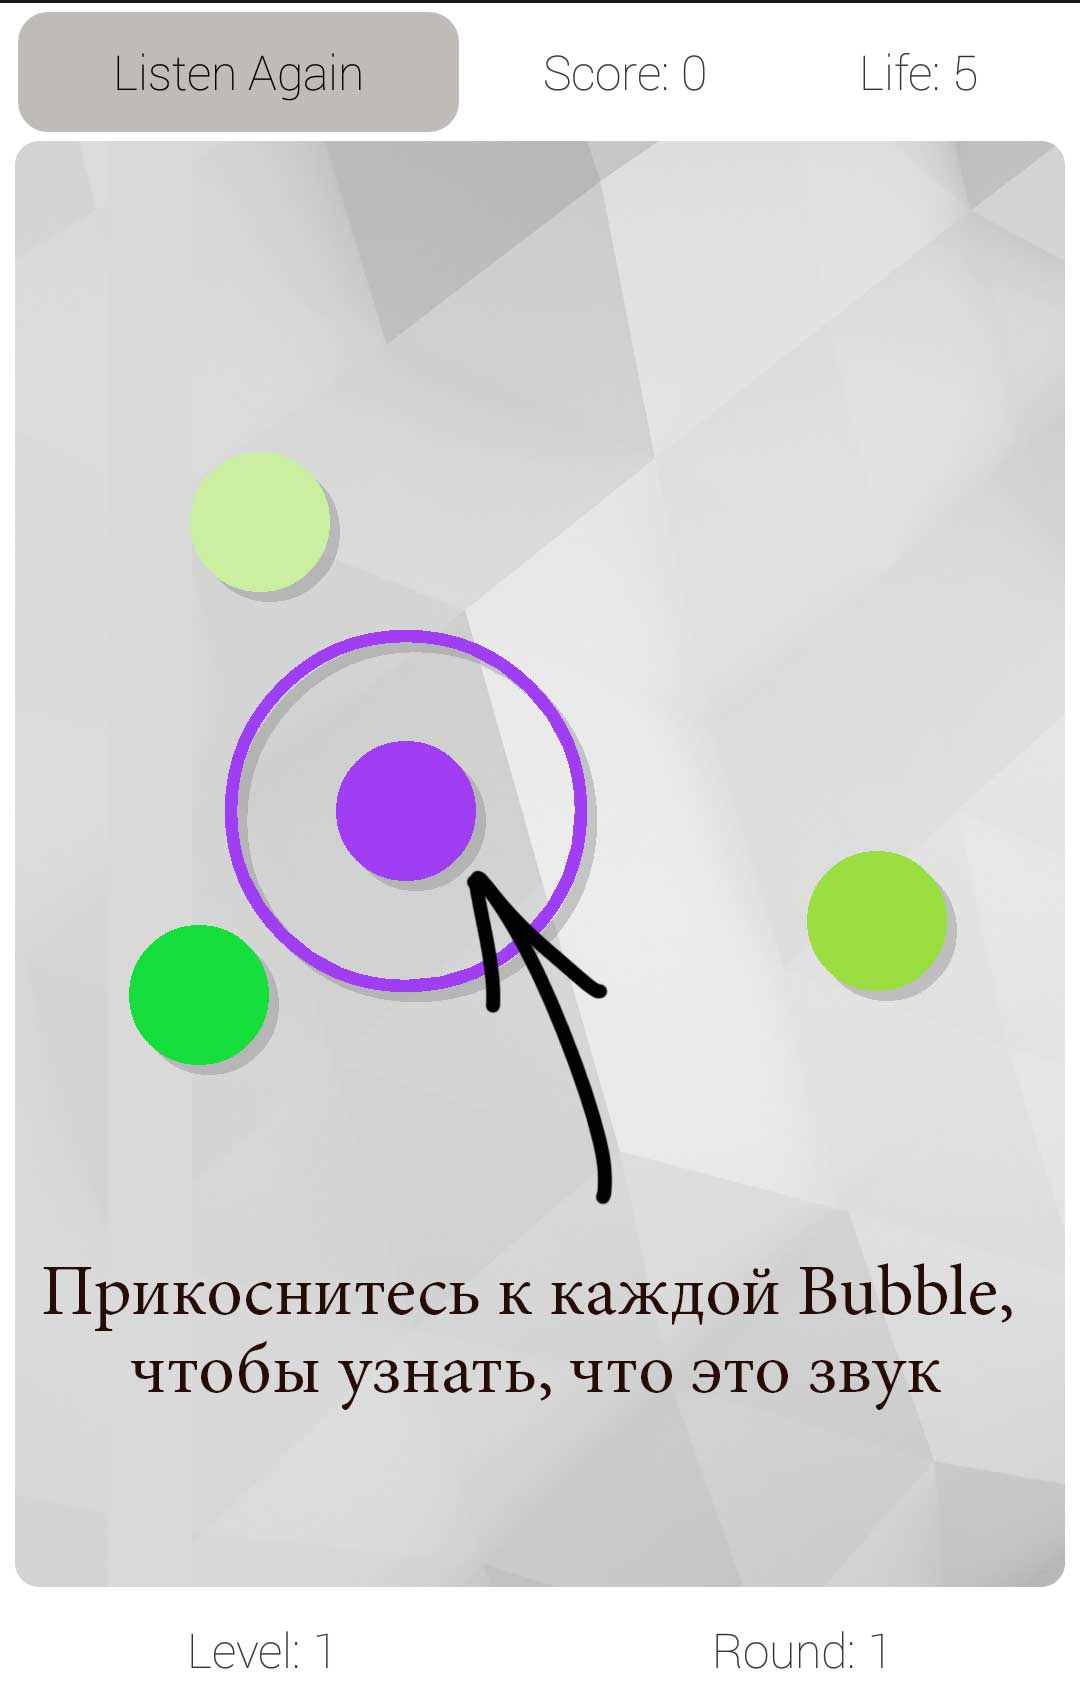 Listen Again Score: 0 Life: 5
Прикоснитесь к каждой Bubble,
чтобы узнать, что это звук
Level: 1 Round: 1